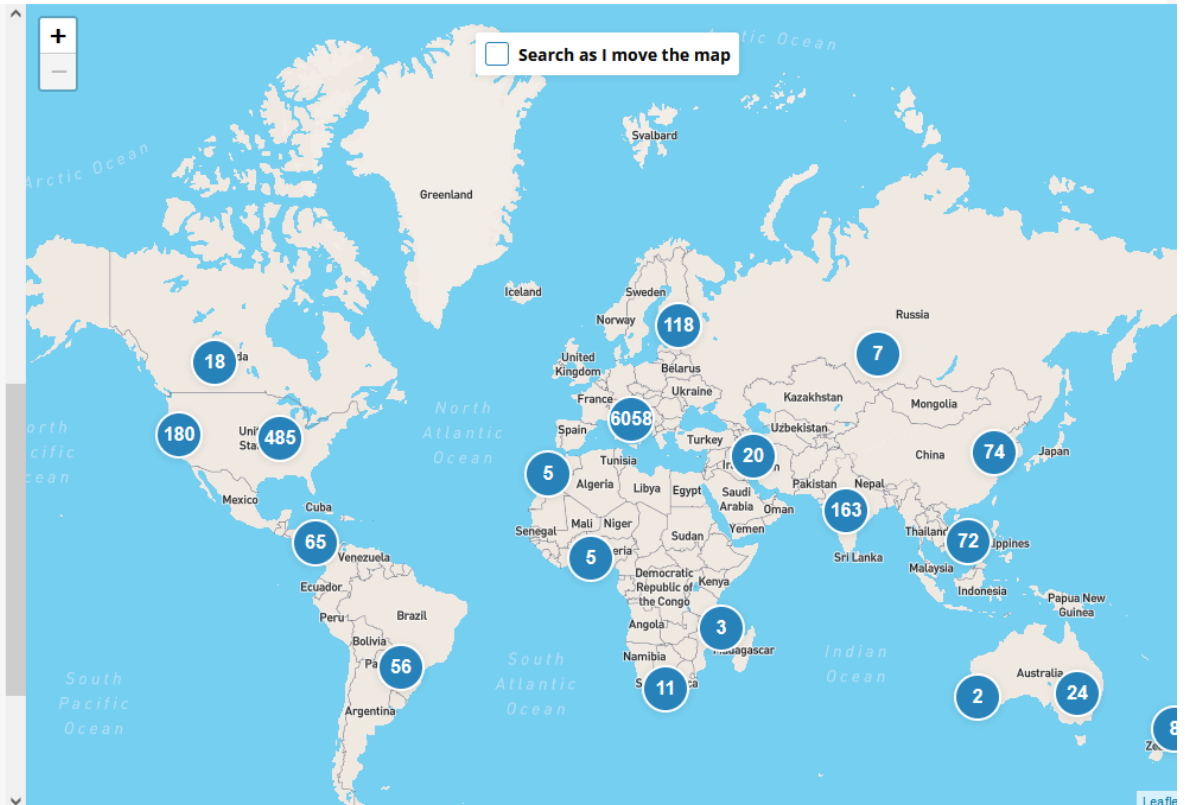 +
−
Search as I move the map
Arctic Ocean
Svalbard
Greenland
Iceland
Sweden
Norway
118
Russia
7
18
United
Kingdom
Belarus
Ukraine
France
Kazakhstan
Mongolia
6058
180
485
North
Atlantic
Ocean
Spain
Turkey
Uzbekistan
20
China
74
Japan
5
Tunisia
Algeria
Libya
Egypt
Pakistan
Nepal
Mexico
Cuba
Saudi
Arabia
Oman
163
Senegal
Mali
Niger
Sudan
Yemen
Thailand
72
65
Venezuela
5
Sri Lanka
Malaysia
Ecuador
Democratic
Republic of
the Congo
Kenya
Indonesia
Papua New
Guinea
Peru
Brazil
Angola
3
Bolivia
Namibia
56
11
South
Atlantic
Ocean
Indian
Ocean
Australia
2
24
South
Pacific
Ocean
Argentina
8